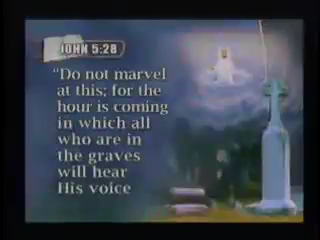 JOHN 5:28
"Do not marvel
at this; for the
hour is coming
in which all
who are in
the graves
will hear
His voice